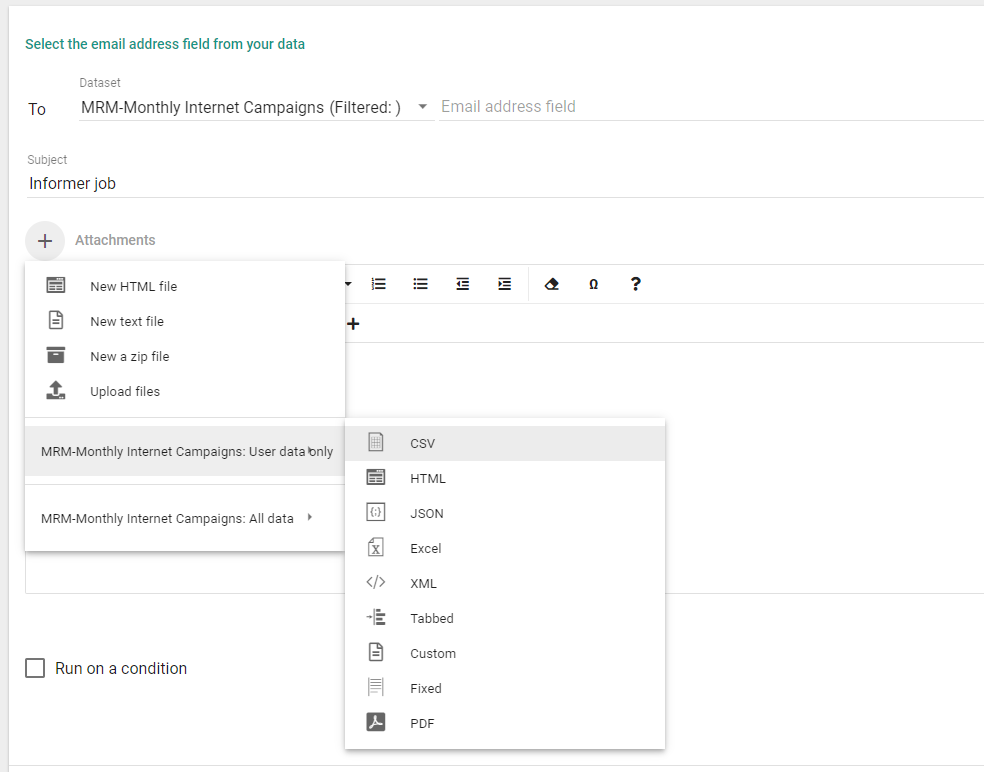 Select the email address field from your data
Dataset
To
MRM-Monthly Internet Campaigns (Filtered: )
Email address field
Subject
Informer job
Attachments
New HTML file
New text file
New a zip file
Upload files
MRM-Monthly Internet Campaigns: User data only
MRM-Monthly Internet Campaigns: All data
Ω
?
CSV
HTML
JSON
Excel
XML
Tabbed
Custom
Fixed
PDF
Run on a condition